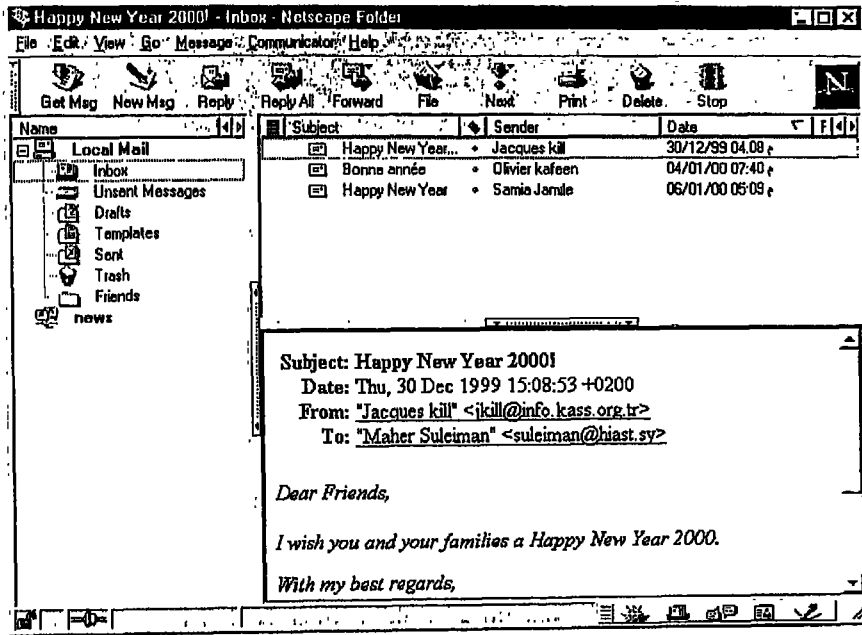 Happy New Year 2000! - Inbox - Netscape Folder
File Edit View Go Message Communicator Help
Get Msg New Msg Reply Reply All Forward File Next Print Delete Stop
N
Name Subject Sender Date F
Local Mail
Inbox
Unsent Messages
Drafts
Templates
Sent
Trash
Friends
news
Happy New Year... Jacques kill 30/12/99 04.08 م
Bonne année Olivier kafeen 04/01/00 07:40 م
Happy New Year Samia Jamle 06/01/00 05:09 م
Subject: Happy New Year 2000!
Date: Thu, 30 Dec 1999 15:08:53 +0200
From: "Jacques kill" <jkill@info.kass.org.tr>
To: "Maher Suleiman" <suleiman@hiast.sy>
Dear Friends,
I wish you and your families a Happy New Year 2000.
With my best regards,